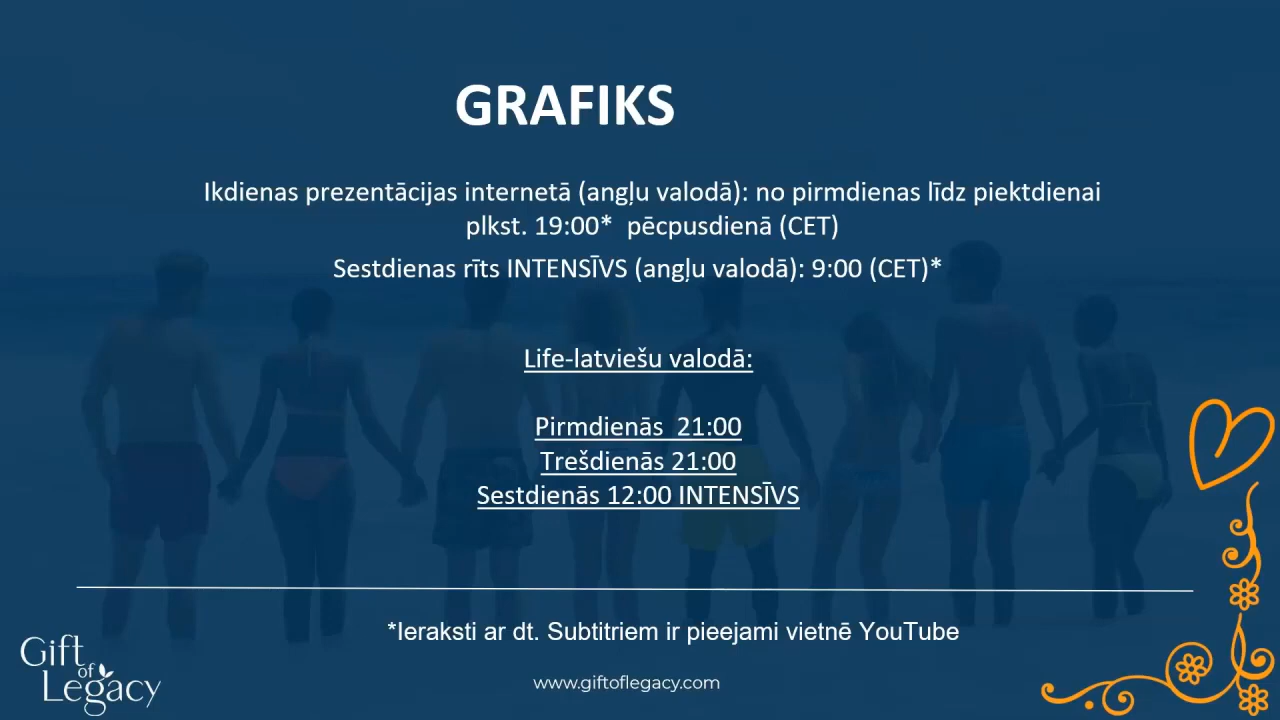 GRAFIKS
Ikdienas prezentācijas internetā (angļu valodā): no pirmdienas līdz piektdienai
plkst. 19:00*  pēcpusdienā (CET)
Sestdienas rīts INTENSĪVS (angļu valodā): 9:00 (CET)*
Life-latviešu valodā:
Pirmdienās  21:00
Trešdienās 21:00
Sestdienās 12:00 INTENSĪVS
*Ieraksti ar dt. Subtitriem ir pieejami vietnē YouTube
Gift
of
Legacy
www.giftoflegacy.com